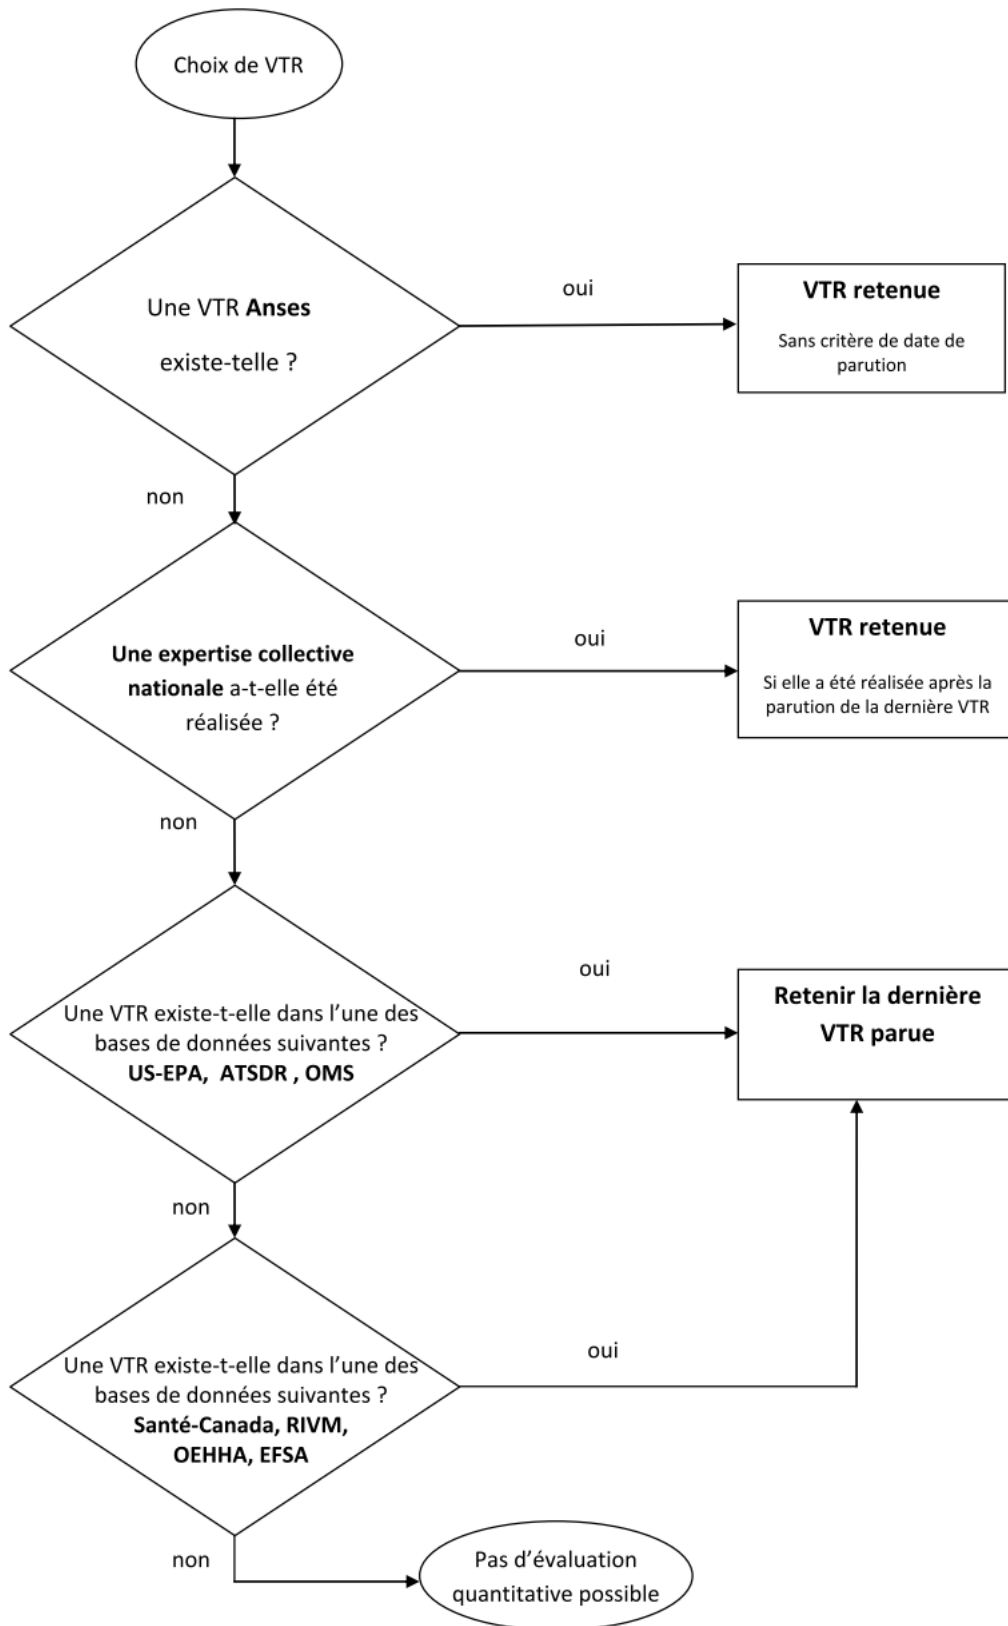 Choix de VTR
Une VTR Anses
existe-telle ?
oui
VTR retenue
Sans critère de date de
parution
non
Une expertise collective
nationale a-t-elle été
réalisée ?
oui
VTR retenue
Si elle a été réalisée après la
parution de la dernière VTR
non
Une VTR existe-t-elle dans l’une des
bases de données suivantes ?
US-EPA, ATSDR , OMS
oui
Retenir la dernière
VTR parue
non
Une VTR existe-t-elle dans l’une des
bases de données suivantes ?
Santé-Canada, RIVM,
OEHHA, EFSA
oui
non
Pas d’évaluation
quantitative possible